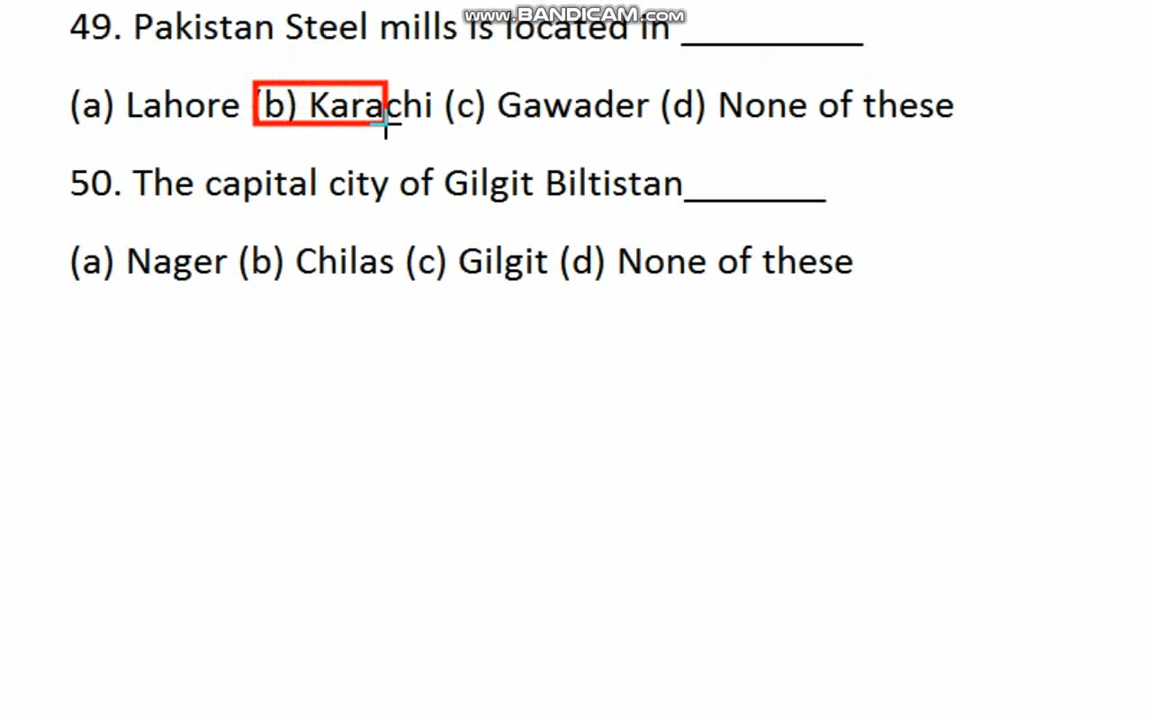 www.BANDICAM.com
49. Pakistan Steel mills is located in __________
(a) Lahore (b) Karachi (c) Gawader (d) None of these
50. The capital city of Gilgit Biltistan________
(a) Nager (b) Chilas (c) Gilgit (d) None of these